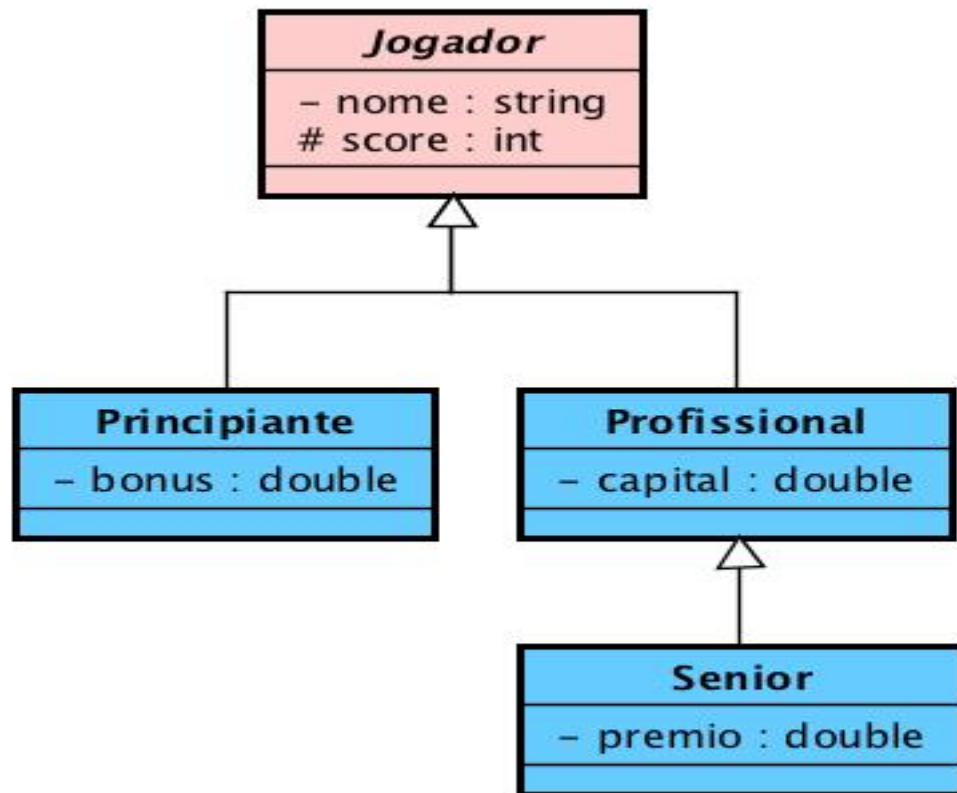 Jogador
– nome : string
# score : int
Principiante
– bonus : double
Profissional
– capital : double
Senior
– premio : double